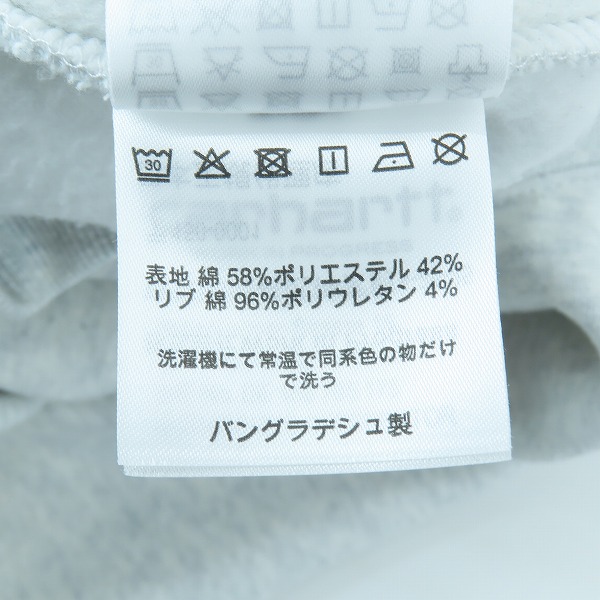 30
表地 綿 58%ポリエステル 42%
リブ 綿 96%ポリウレタン 4%
洗濯機にて常温で同系色の物だけ
で洗う
バングラデシュ製